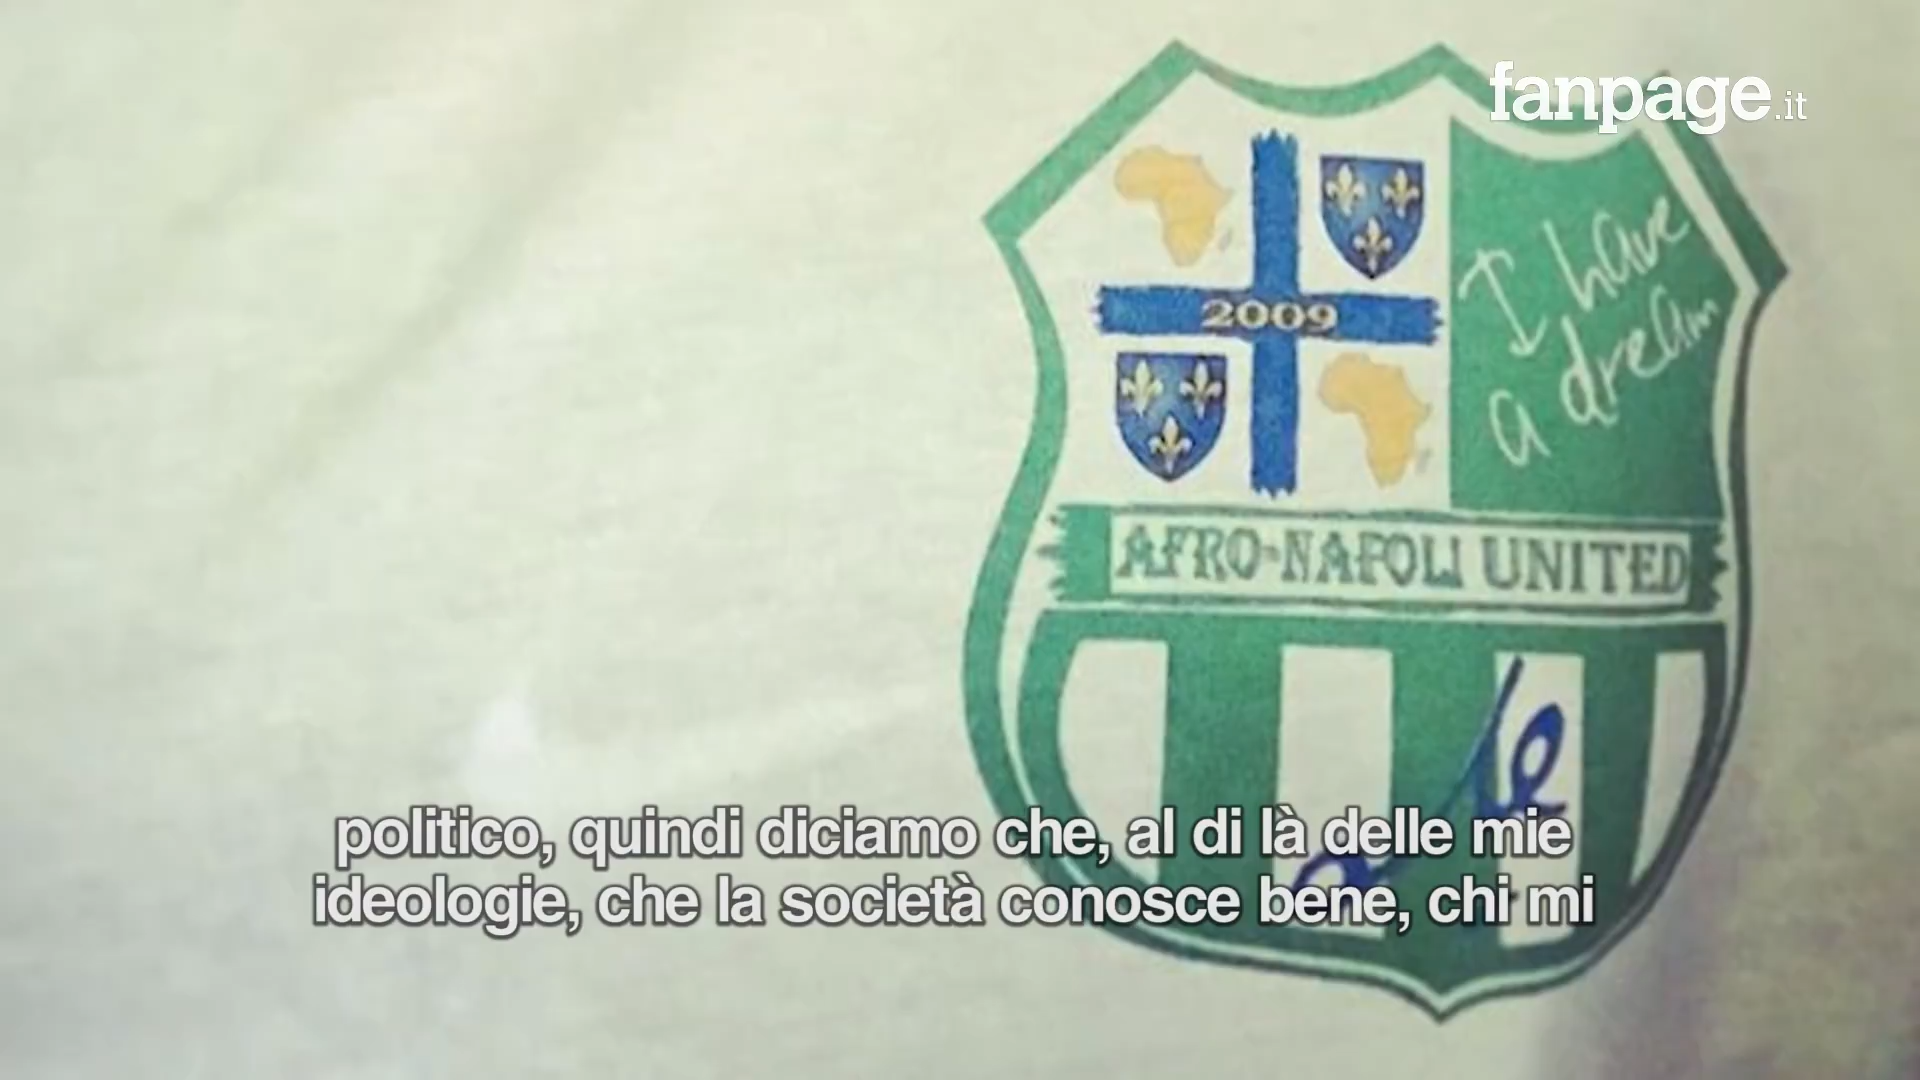 fanpage.it
2009
I have
a dream
AFRO-NAPOLI UNITED
politico, quindi diciamo che, al di là delle mie
ideologie, che la società conosce bene, chi mi